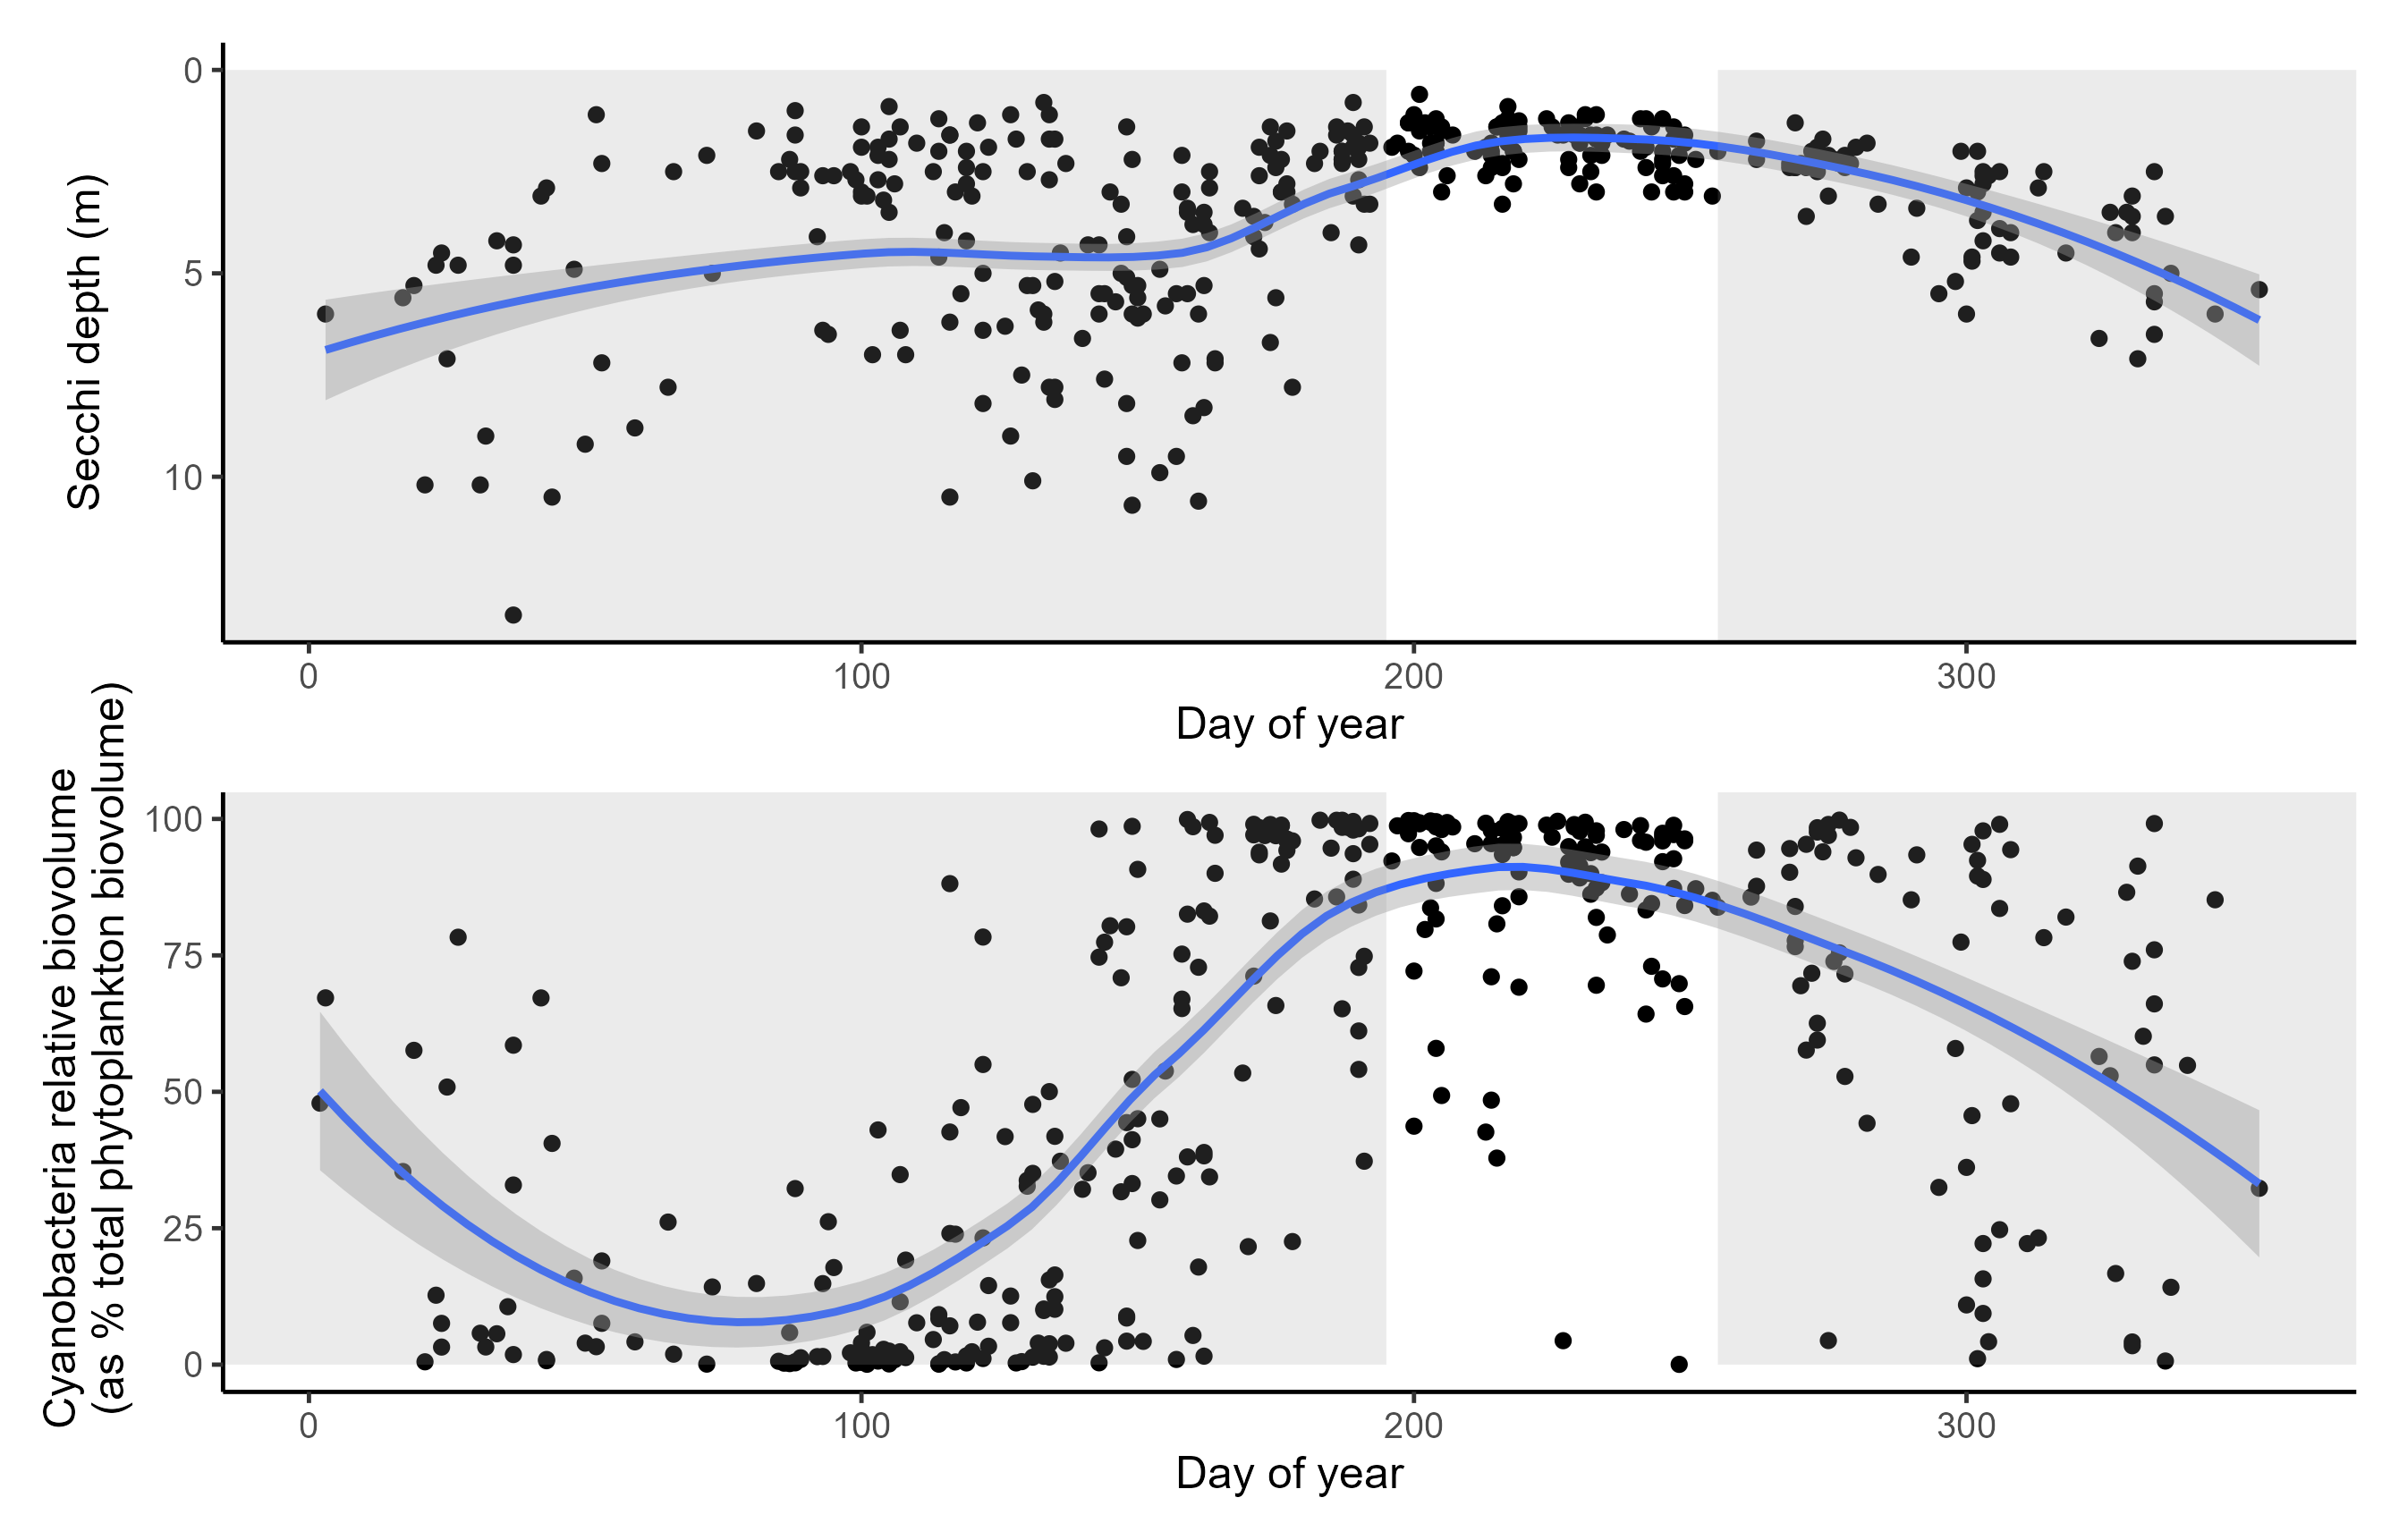 Secchi depth (m)
0
5
10
0 100 200 300
Day of year
Cyanobacteria relative biovolume
(as % total phytoplankton biovolume)
100
75
50
25
0
0 100 200 300
Day of year